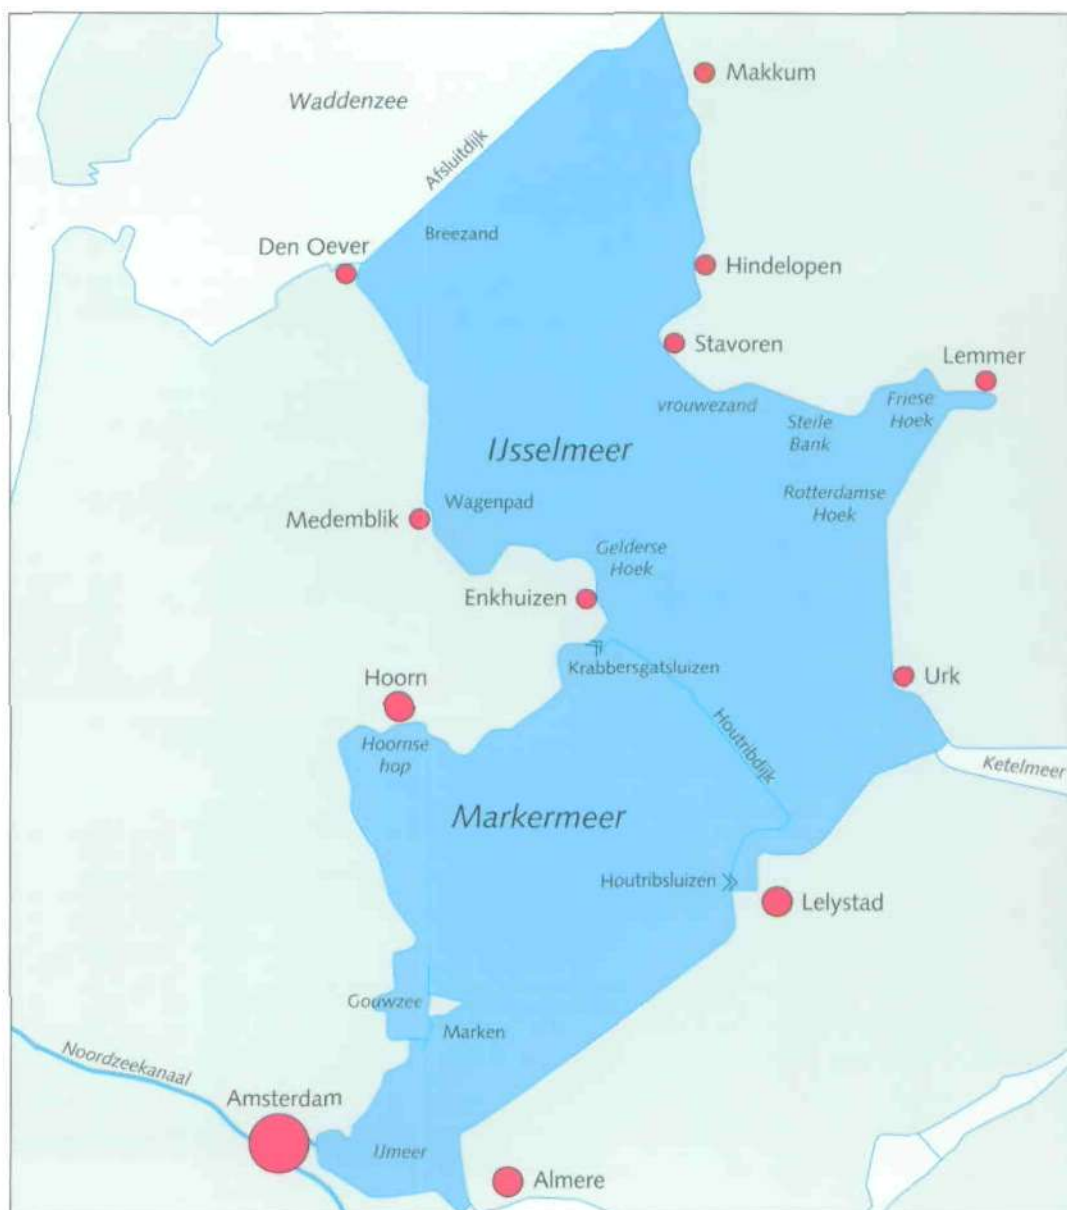 Makkum
Waddenzee
Afsluitdijk
Breezand
Den Oever
Hindelopen
Stavoren
Lemmer
vrouwezand
Friese
Hoek
Steile
Bank
IJsselmeer
Rotterdamse
Hoek
Wagenpad
Medemblik
Gelderse
Hoek
Enkhuizen
Krabbersgatsluizen
Hoorn
Urk
Hoornse
hop
Houtribdijk
Ketelmeer
Markermeer
Houtribsluizen
Lelystad
Gouwzee
Marken
Noordzeekanaal
Amsterdam
IJmeer
Almere